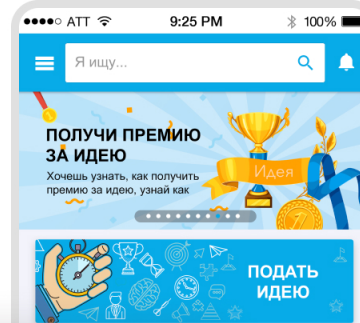 ATT 9:25 PM 100%
Я ищу...
ПОЛУЧИ ПРЕМИЮ
ЗА ИДЕЮ
Хочешь узнать, как получить
премию за идею, узнай как
Идея
1
ПОДАТЬ
ИДЕЮ